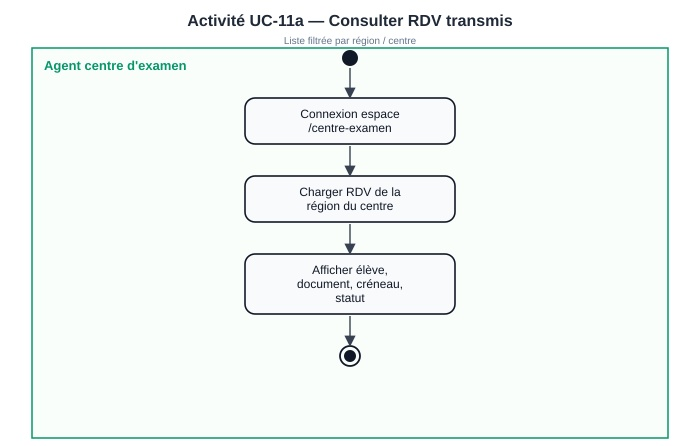 Activité UC-11a — Consulter RDV transmis
Liste filtrée par région / centre
Agent centre d'examen
Connexion espace
/centre-examen
Charger RDV de la
région du centre
Afficher élève,
document, créneau,
statut